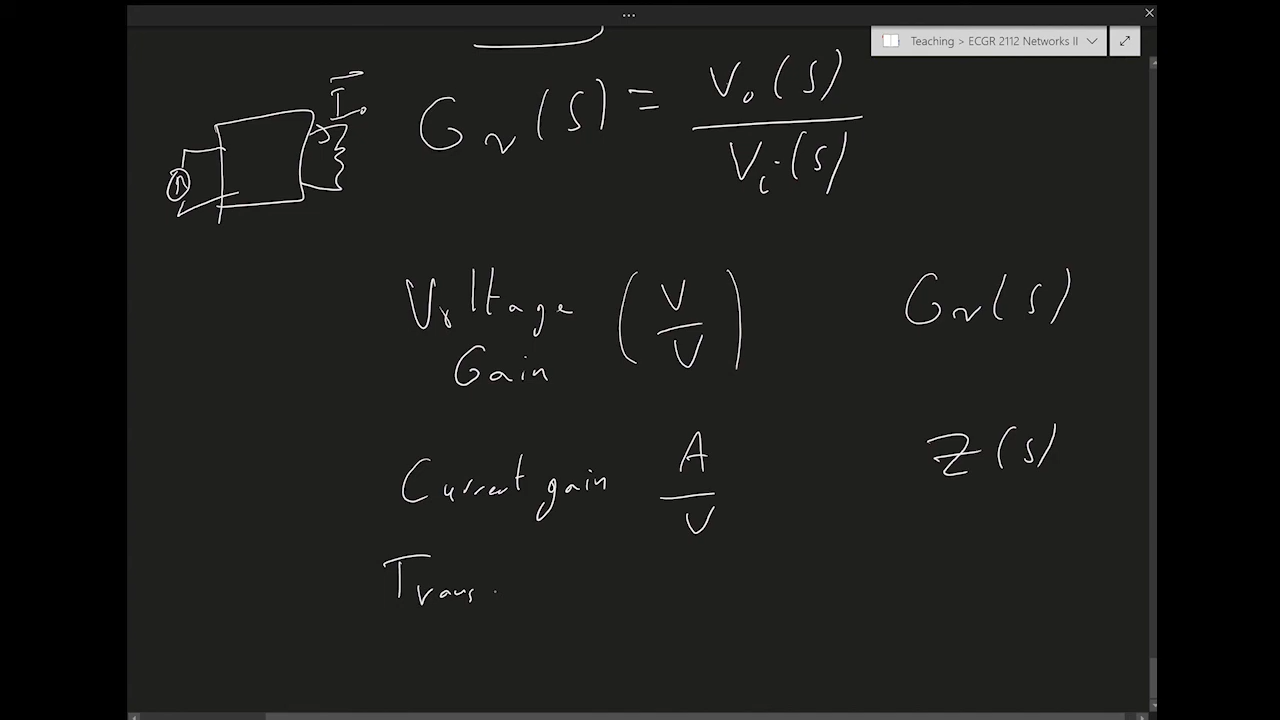 ...
Teaching > ECGR 2112 Networks II
I₀
Gᵥ(s) = V₀(s) / Vᵢ(s)
Voltage Gain (V/V) Gᵥ(s)
Current gain A/V Z(s)
Trans.